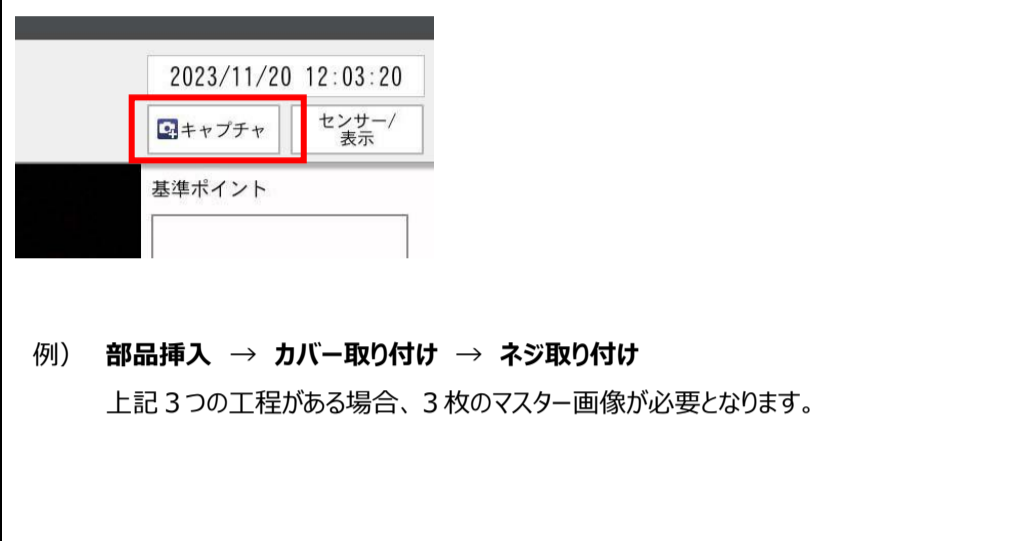 2023/11/20 12:03:20
キャプチャ
センサー/
表示
基準ポイント
例） 部品挿入 → カバー取り付け → ネジ取り付け
上記３つの工程がある場合、３枚のマスター画像が必要となります。